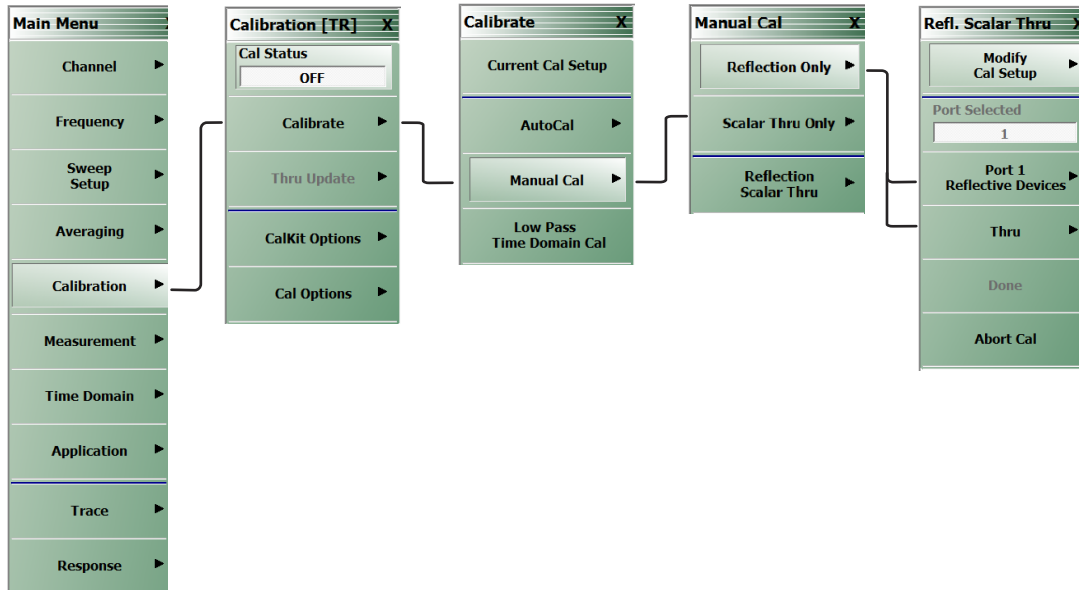 Main Menu
Channel
Frequency
Sweep
Setup
Averaging
Calibration
Measurement
Time Domain
Application
Trace
Response
Calibration [TR] X
Cal Status
OFF
Calibrate
Thru Update
CalKit Options
Cal Options
Calibrate X
Current Cal Setup
AutoCal
Manual Cal
Low Pass
Time Domain Cal
Manual Cal X
Reflection Only
Scalar Thru Only
Reflection
Scalar Thru
Refl. Scalar Thru X
Modify
Cal Setup
Port Selected
1
Port 1
Reflective Devices
Thru
Done
Abort Cal